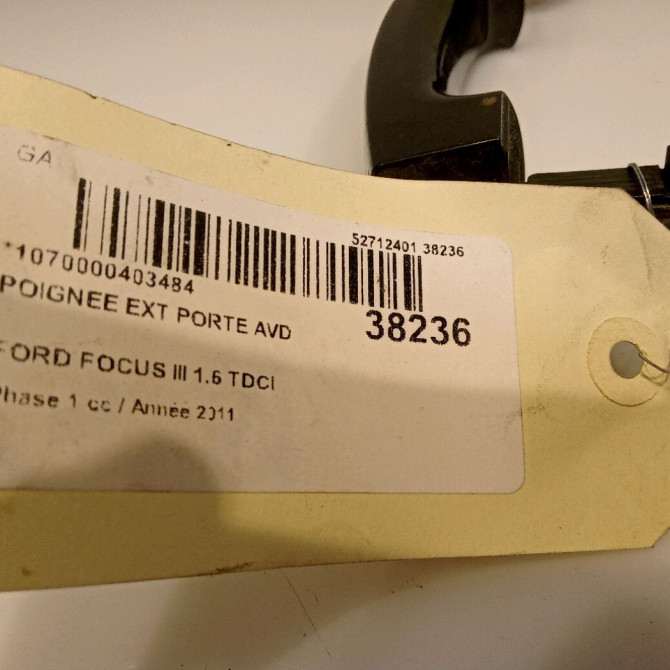 GA
52712401 38236
*1070000403484
POIGNEE EXT PORTE AVD
38236
FORD FOCUS III 1.6 TDCI
Phase 1 cc / Année 2011